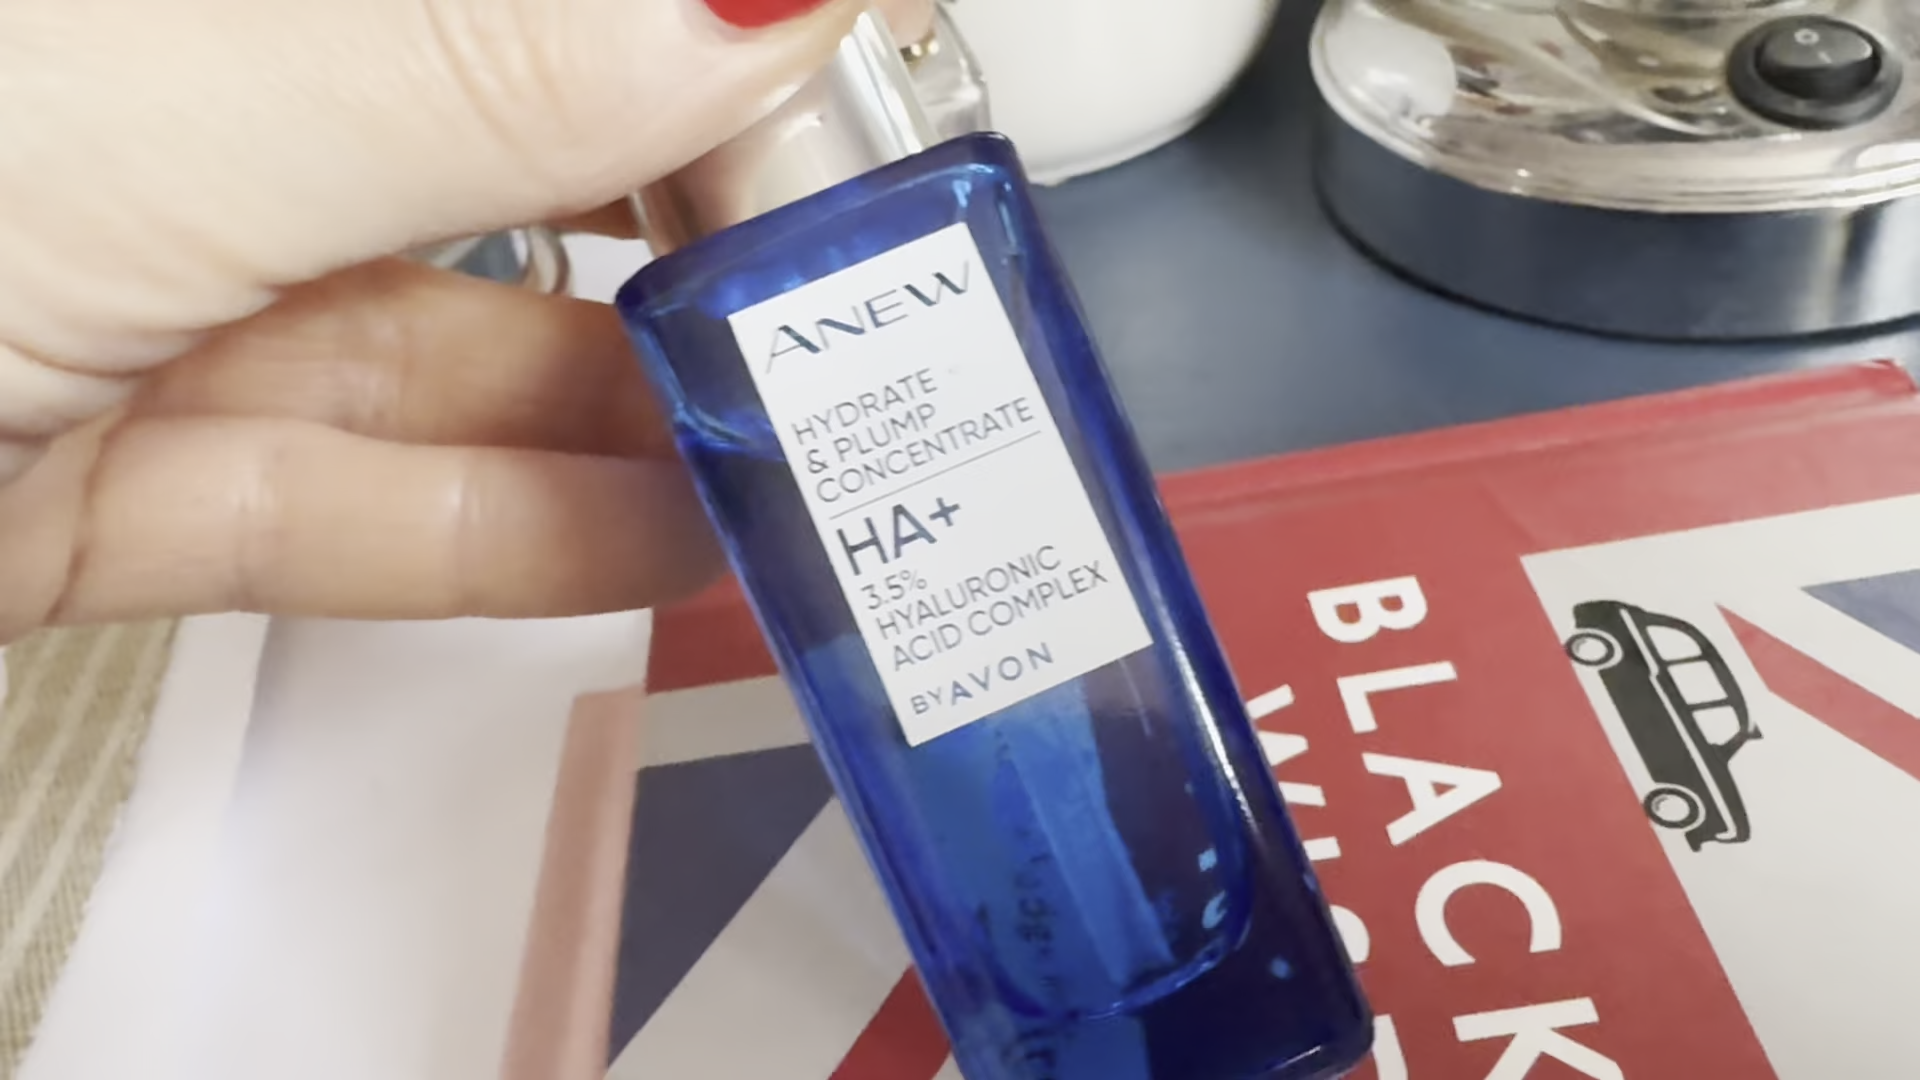 ANEW
HYDRATE
& PLUMP
CONCENTRATE
HA+
3.5%
HYALURONIC
ACID COMPLEX
BY AVON
BLACK